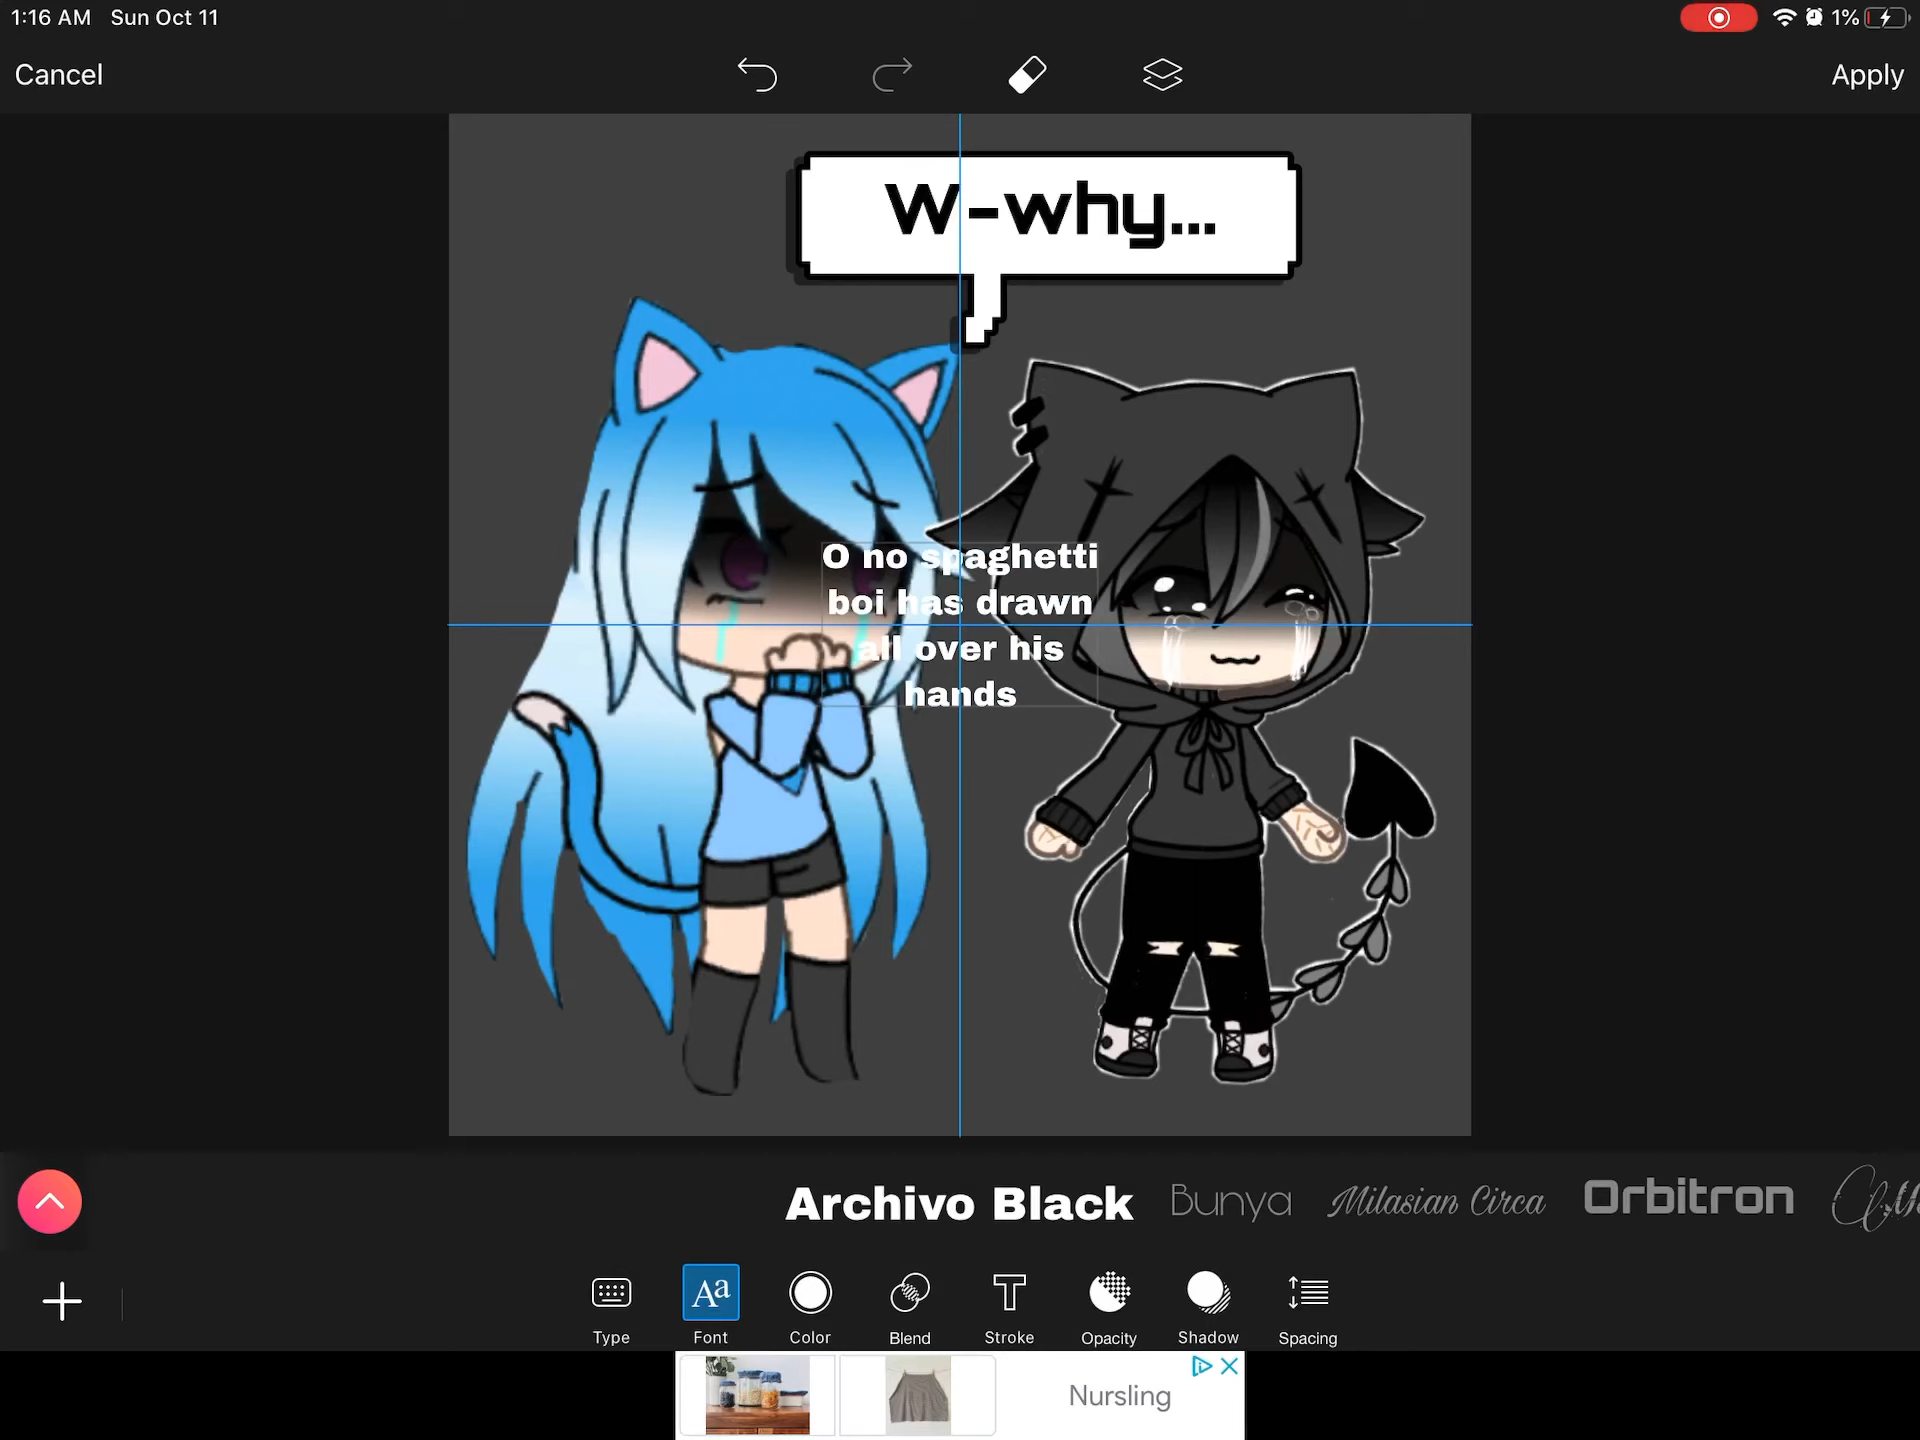 1:16 AM Sun Oct 11
1%
Cancel
Apply
W-why...
O no spaghetti
boi has drawn
all over his
hands
Archivo Black
Bunya
Milasian Circa
Orbitron
Type
Font
Color
Blend
Stroke
Opacity
Shadow
Spacing
Nursling